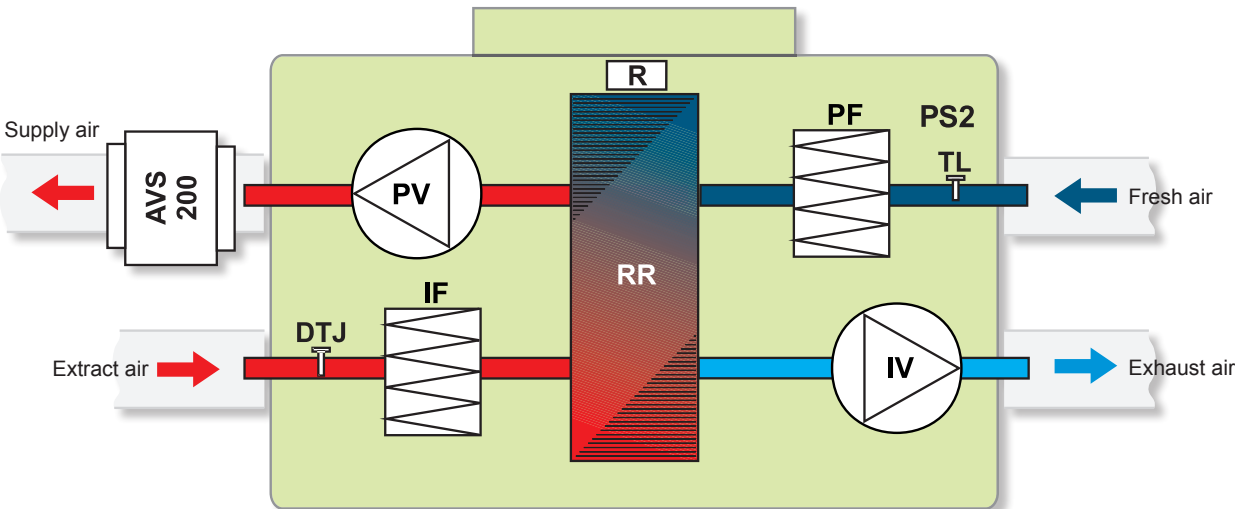 R
PF
PS2
TL
Supply air
AVS
200
PV
Fresh air
RR
IF
DTJ
Extract air
IV
Exhaust air